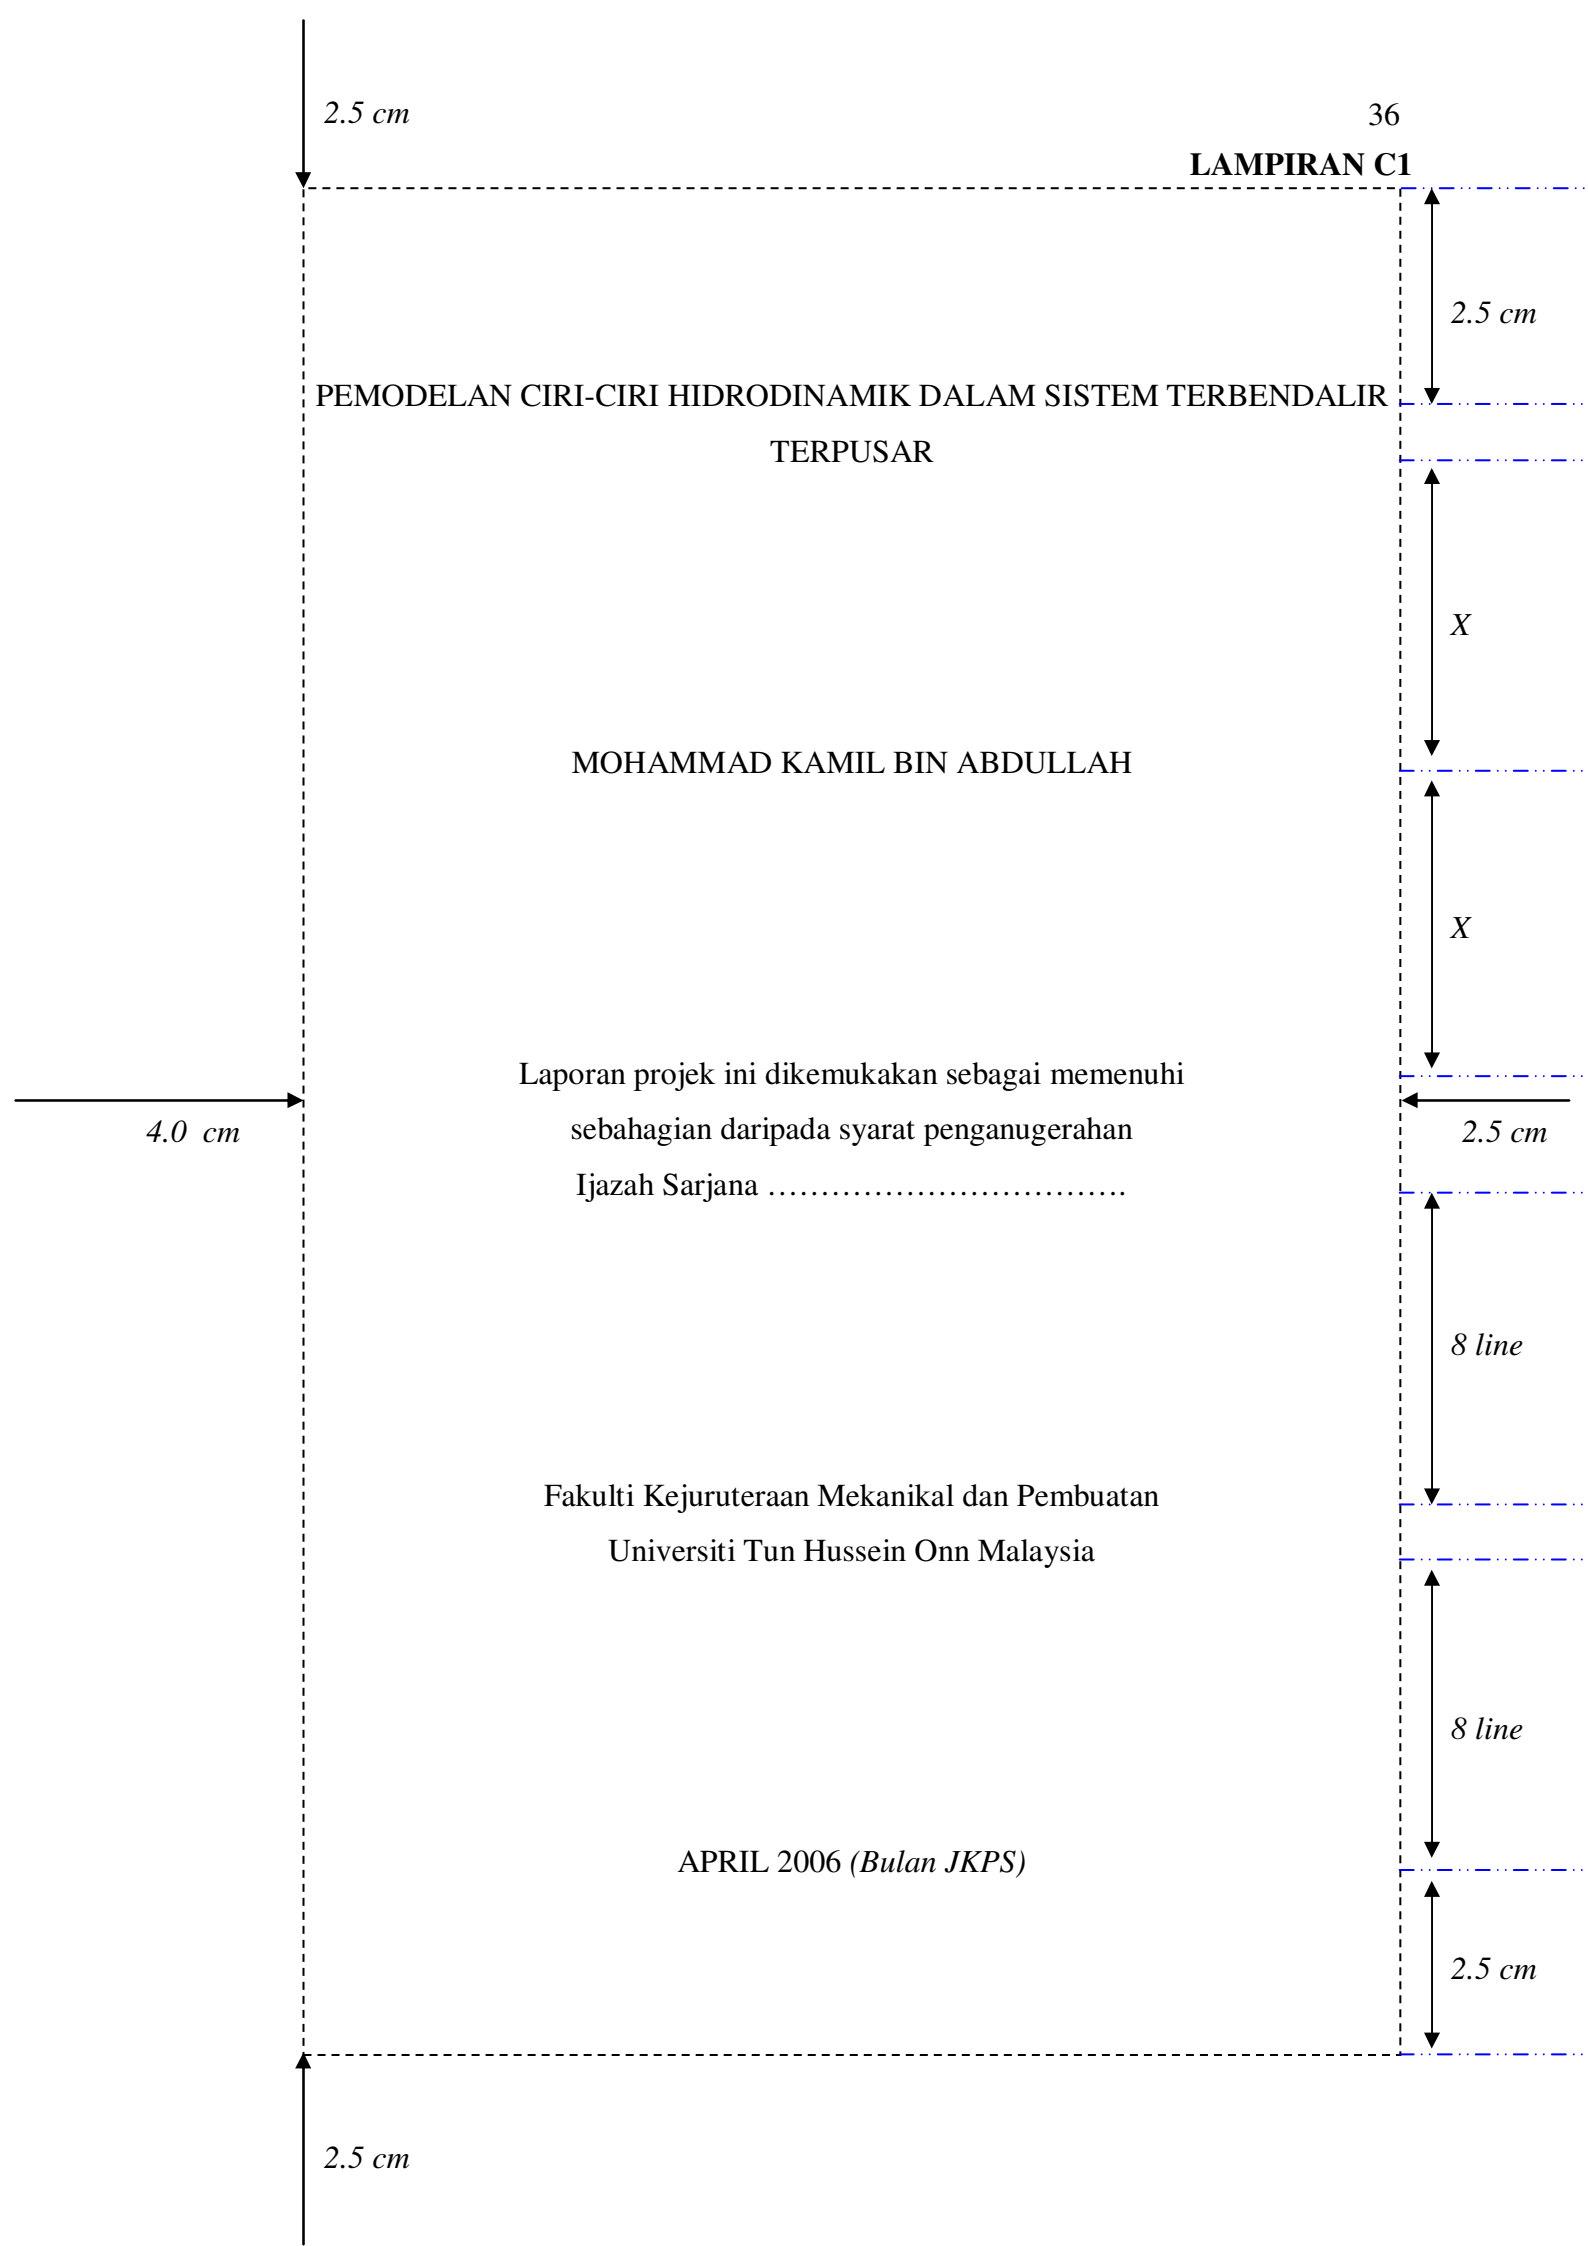 2.5 cm
36
LAMPIRAN C1
2.5 cm
PEMODELAN CIRI-CIRI HIDRODINAMIK DALAM SISTEM TERBENDALIR
TERPUSAR
X
MOHAMMAD KAMIL BIN ABDULLAH
X
Laporan projek ini dikemukakan sebagai memenuhi
sebahagian daripada syarat penganugerahan
4.0 cm
2.5 cm
Ijazah Sarjana …………………………….
8 line
Fakulti Kejuruteraan Mekanikal dan Pembuatan
Universiti Tun Hussein Onn Malaysia
8 line
APRIL 2006 (Bulan JKPS)
2.5 cm
2.5 cm